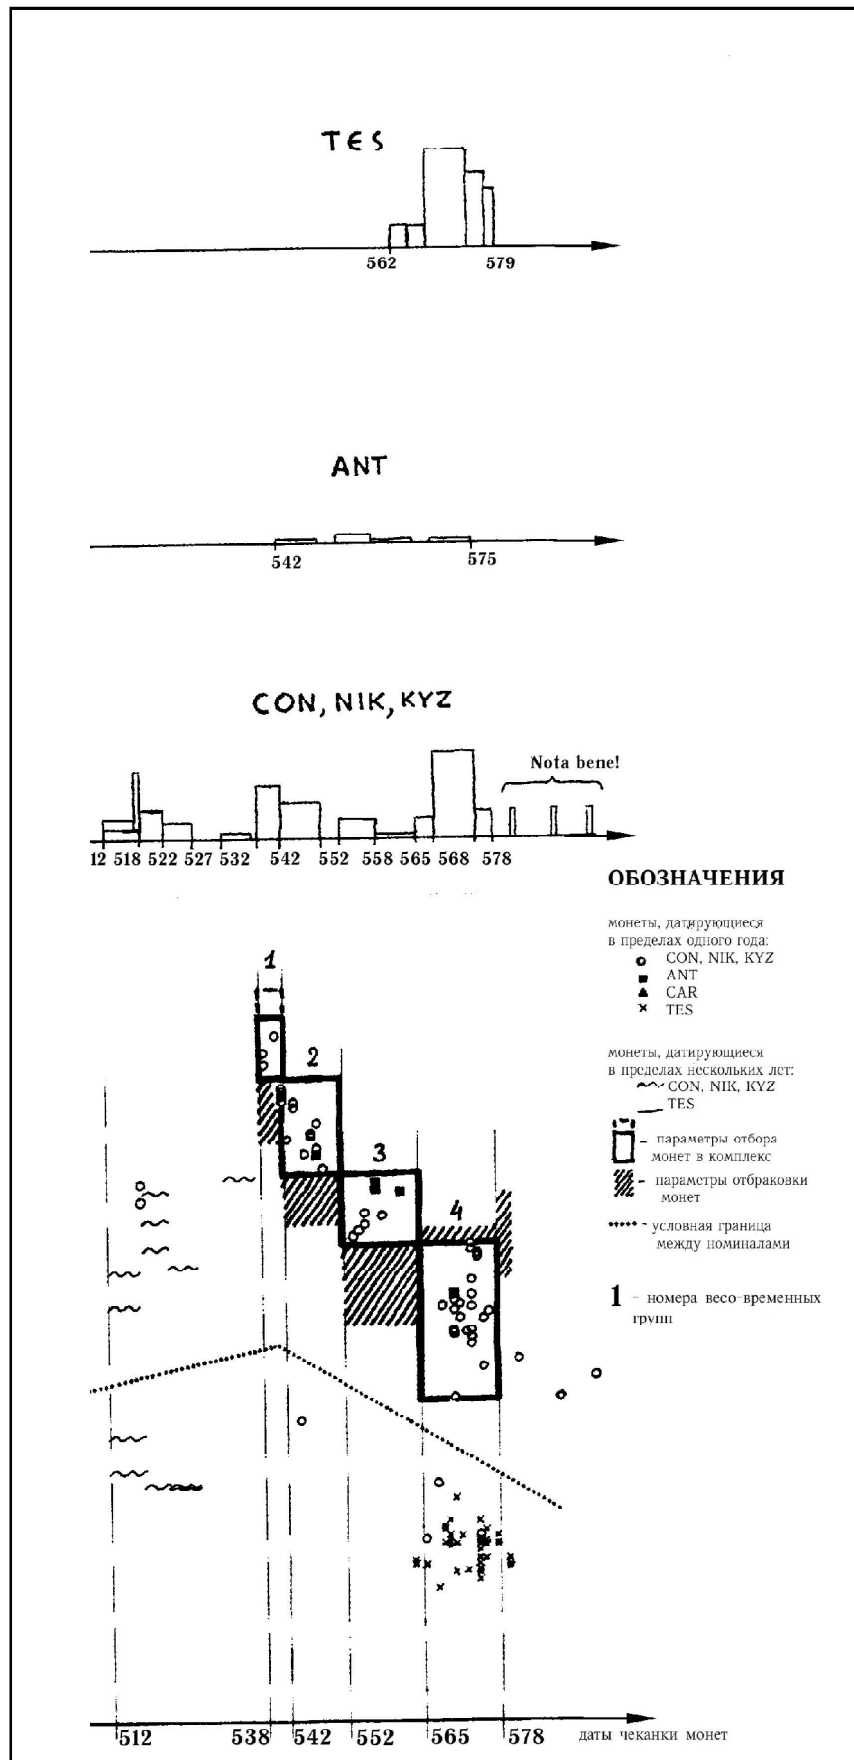 TES
562 579
ANT
542 575
CON, NIK, KYZ
Nota bene!
12 518 522 527 532 542 552 558 565 568 578
ОБОЗНАЧЕНИЯ
монеты, датирующиеся
в пределах одного года:
CON, NIK, KYZ
ANT
CAR
TES
монеты, датирующиеся
в пределах нескольких лет:
CON, NIK, KYZ
TES
- параметры отбора
монет в комплекс
- параметры отбраковки
монет
- условная граница
между номиналами
1 - номера весо-временных
групп
1
2
3
4
512 538 542 552 565 578 даты чеканки монет